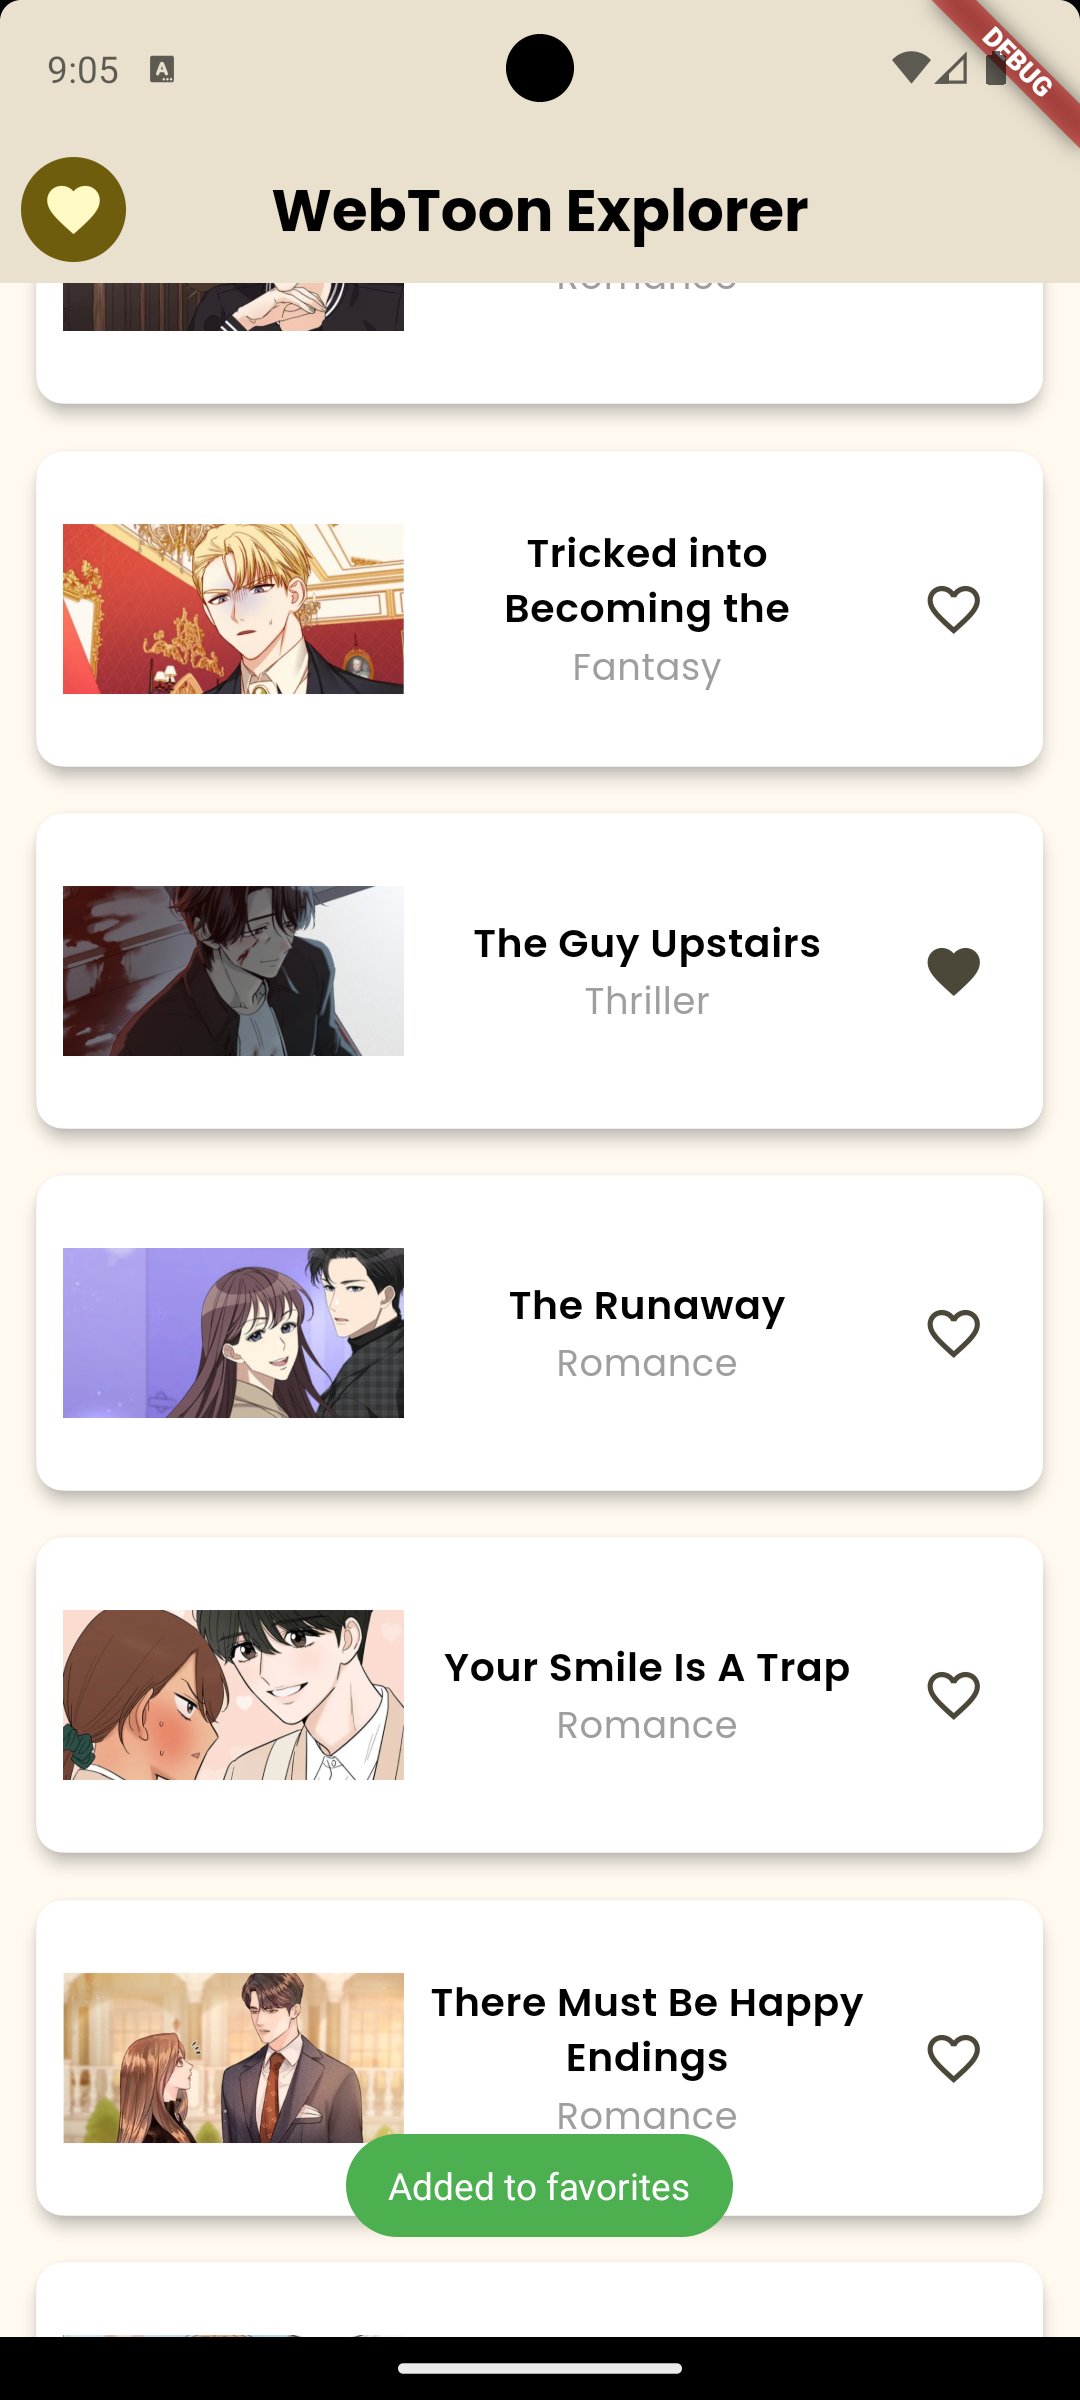 9:05
A
DEBUG
WebToon Explorer
Romance
Tricked into
Becoming the
Fantasy
The Guy Upstairs
Thriller
The Runaway
Romance
Your Smile Is A Trap
Romance
There Must Be Happy
Endings
Romance
Added to favorites